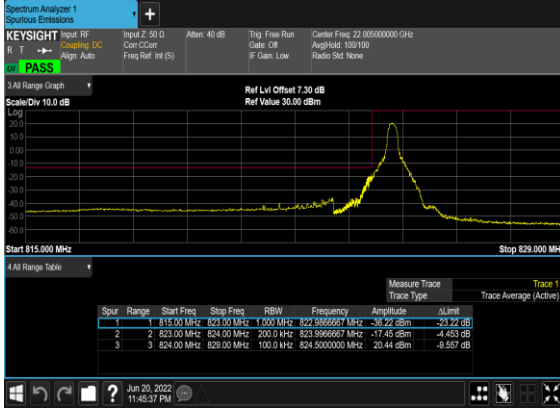 Spectrum Analyzer 1
Spurious Emissions
+
KEYSIGHT Input: RF Input Z: 50 Ω Atten: 40 dB Trig: Free Run Center Freq: 22.005000000 GHz
R T Coupling: DC Corr CCorr Gate: Off Avg|Hold: 100/100
Align: Auto Freq Ref: Int (S) IF Gain: Low Radio Std: None
PASS
3 All Range Graph
Ref Lvl Offset 7.30 dB
Scale/Div 10.0 dB Ref Value 30.00 dBm
Log
20.0
10.0
0.00
-10.0
-20.0
-30.0
-40.0
-50.0
-60.0
Start 815.000 MHz Stop 829.000 MHz
4 All Range Table
Measure Trace Trace 1
Trace Type Trace Average (Active)
Spur Range Start Freq Stop Freq RBW Frequency Amplitude ΔLimit
1 1 815.00 MHz 823.00 MHz 1.000 MHz 822.9866667 MHz -36.22 dBm -23.22 dB
2 2 823.00 MHz 824.00 MHz 200.0 kHz 823.9966667 MHz -17.45 dBm -4.453 dB
3 3 824.00 MHz 829.00 MHz 100.0 kHz 824.5000000 MHz 20.44 dBm -9.557 dB
? Jun 20, 2022
11:45:37 PM